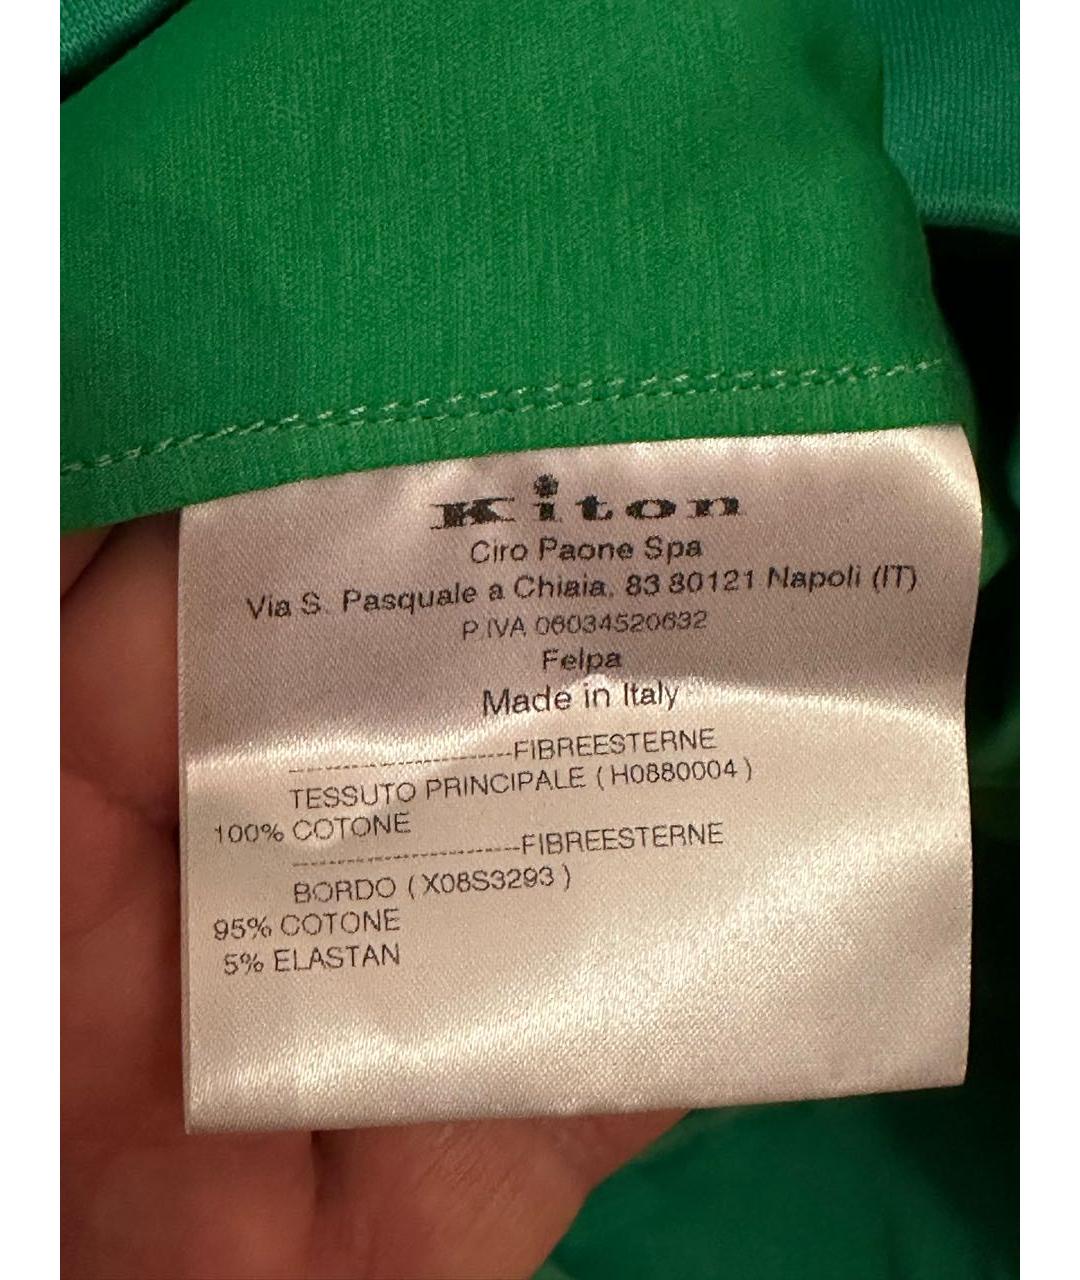 Kiton
Ciro Paone Spa
Via S. Pasquale a Chiaia, 83 80121 Napoli (IT)
P.IVA 06034520632
Felpa
Made in Italy
------------------------FIBREESTERNE
TESSUTO PRINCIPALE ( H0880004 )
100% COTONE
------------------------FIBREESTERNE
BORDO ( X08S3293 )
95% COTONE
5% ELASTAN